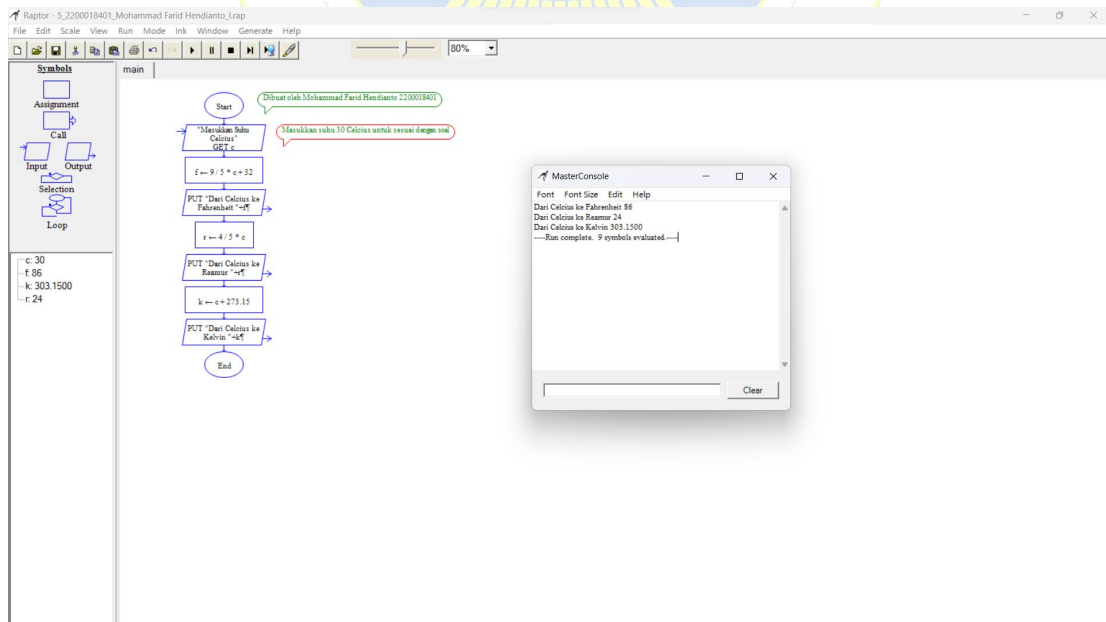 Raptor - 5_2200018401_Mohammad Farid Hendianto_I.rap
File Edit Scale View Run Mode Ink Window Generate Help
80%
Symbols
Assignment
Call
Input Output
Selection
Loop
c: 30
f: 86
k: 303.1500
r: 24
main
Start
Dibuat oleh Mohammad Farid Hendianto 2200018401
"Masukkan Suhu
Celcius"
GET c
Masukkan suhu 30 Celcius untuk sesuai dengan soal
f ← 9 / 5 * c + 32
PUT "Dari Celcius ke
Fahrenheit "+f¶
r ← 4 / 5 * c
PUT "Dari Celcius ke
Reamur "+r¶
k ← c + 273.15
PUT "Dari Celcius ke
Kelvin "+k¶
End
MasterConsole
Font Font Size Edit Help
Dari Celcius ke Fahrenheit 86
Dari Celcius ke Reamur 24
Dari Celcius ke Kelvin 303.1500
----Run complete. 9 symbols evaluated.----
Clear